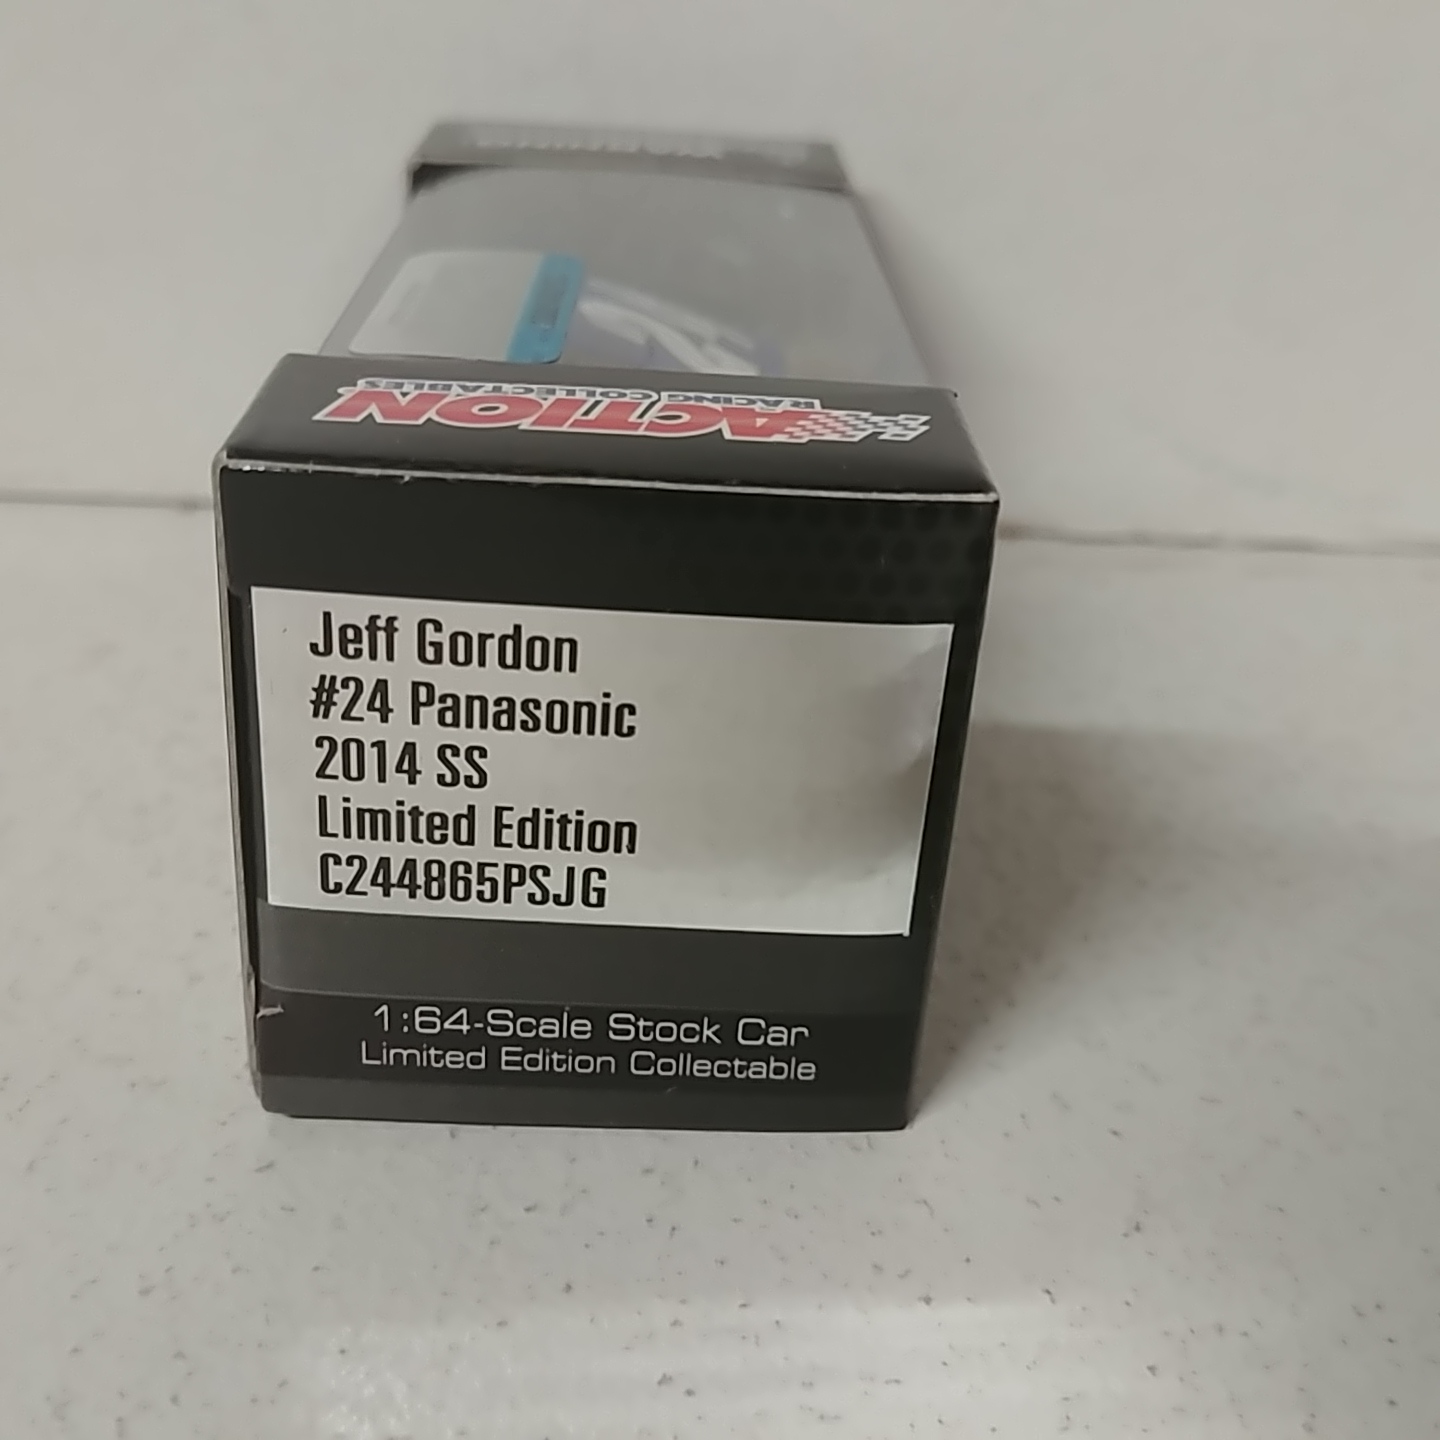 ACTION
RACING COLLECTABLES
Jeff Gordon
#24 Panasonic
2014 SS
Limited Edition
C244865PSJG
1:64-Scale Stock Car
Limited Edition Collectable